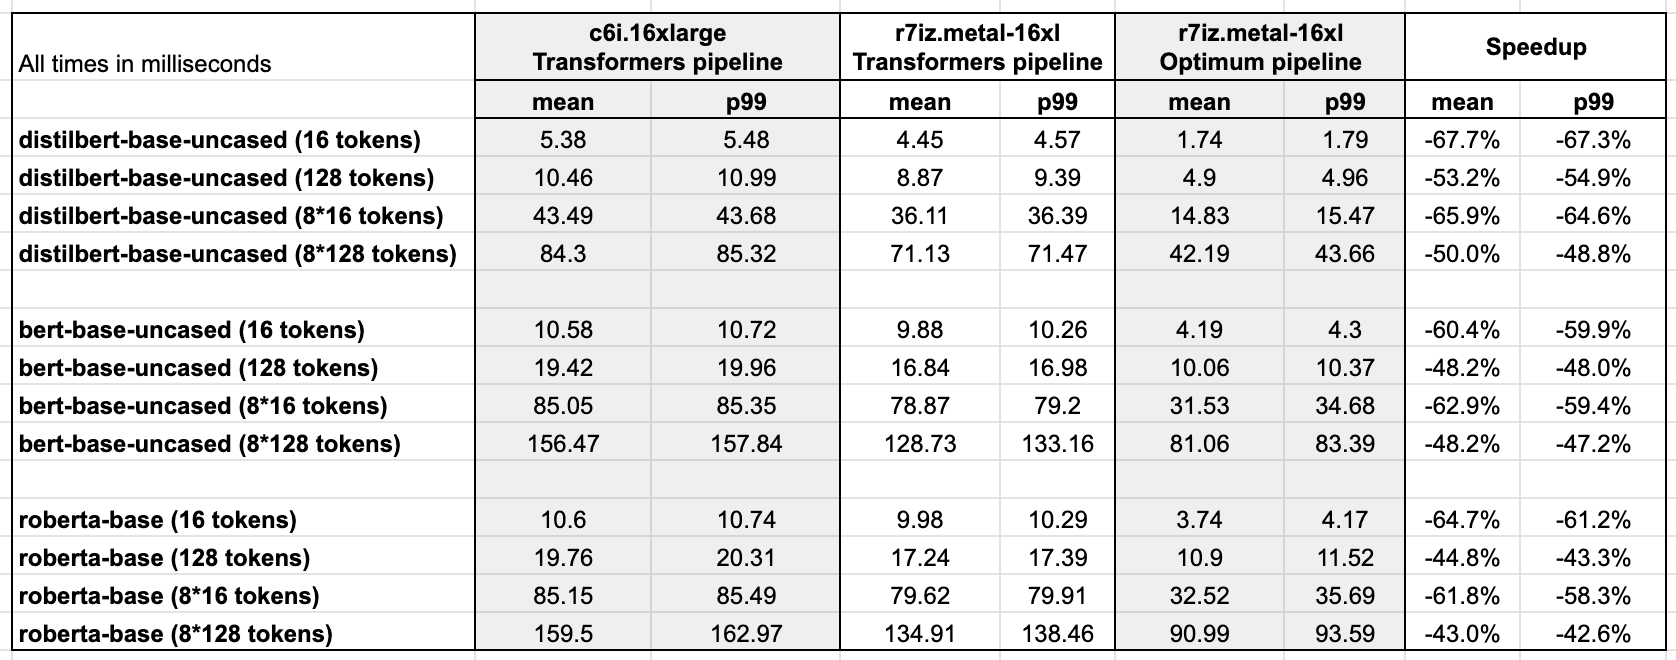 All times in milliseconds c6i.16xlarge Transformers pipeline r7iz.metal-16xl Transformers pipeline r7iz.metal-16xl Optimum pipeline Speedup
mean p99 mean p99 mean p99 mean p99
distilbert-base-uncased (16 tokens) 5.38 5.48 4.45 4.57 1.74 1.79 -67.7% -67.3%
distilbert-base-uncased (128 tokens) 10.46 10.99 8.87 9.39 4.9 4.96 -53.2% -54.9%
distilbert-base-uncased (8*16 tokens) 43.49 43.68 36.11 36.39 14.83 15.47 -65.9% -64.6%
distilbert-base-uncased (8*128 tokens) 84.3 85.32 71.13 71.47 42.19 43.66 -50.0% -48.8%
bert-base-uncased (16 tokens) 10.58 10.72 9.88 10.26 4.19 4.3 -60.4% -59.9%
bert-base-uncased (128 tokens) 19.42 19.96 16.84 16.98 10.06 10.37 -48.2% -48.0%
bert-base-uncased (8*16 tokens) 85.05 85.35 78.87 79.2 31.53 34.68 -62.9% -59.4%
bert-base-uncased (8*128 tokens) 156.47 157.84 128.73 133.16 81.06 83.39 -48.2% -47.2%
roberta-base (16 tokens) 10.6 10.74 9.98 10.29 3.74 4.17 -64.7% -61.2%
roberta-base (128 tokens) 19.76 20.31 17.24 17.39 10.9 11.52 -44.8% -43.3%
roberta-base (8*16 tokens) 85.15 85.49 79.62 79.91 32.52 35.69 -61.8% -58.3%
roberta-base (8*128 tokens) 159.5 162.97 134.91 138.46 90.99 93.59 -43.0% -42.6%